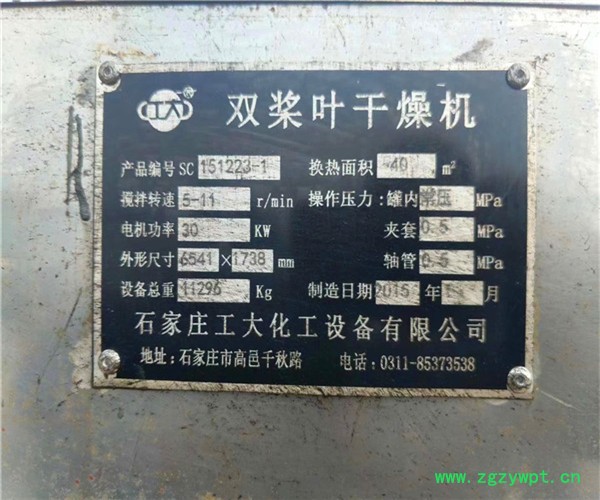 工大
双桨叶干燥机
产品编号 SC 151223-1 换热面积 40 m²
搅拌转速 5-11 r/min 操作压力:罐内 常压 MPa
电机功率 30 KW 夹套 0.5 MPa
外形尺寸 6541×1738 mm 轴管 0.5 MPa
设备总重 11296 Kg 制造日期 2015 年 月
石家庄工大化工设备有限公司
地址:石家庄市高邑千秋路 电话:0311-85373538
www.zgzywpt.cn